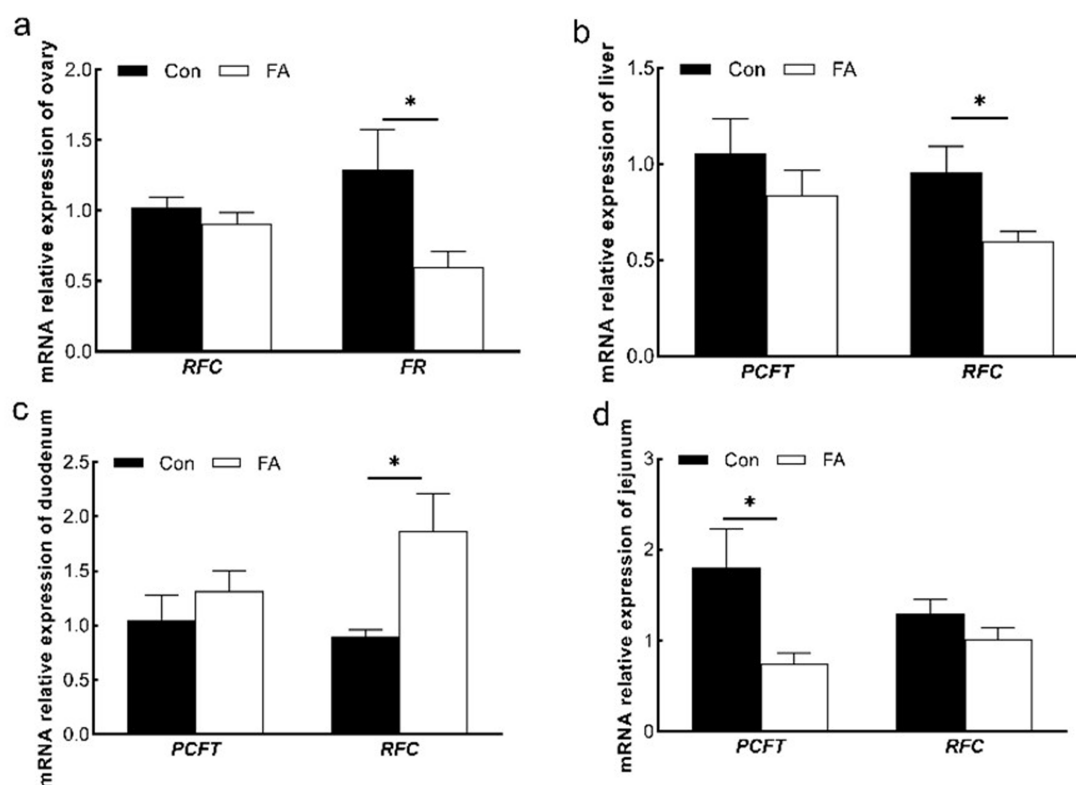 a
mRNA relative expression of ovary
2.0
1.5
1.0
0.5
0.0
Con FA
*
RFC FR
b
mRNA relative expression of liver
1.5
1.0
0.5
0.0
Con FA
*
PCFT RFC
c
mRNA relative expression of duodenum
2.5
2.0
1.5
1.0
0.5
0.0
Con FA
*
PCFT RFC
d
mRNA relative expression of jejunum
3
2
1
0
Con FA
*
PCFT RFC